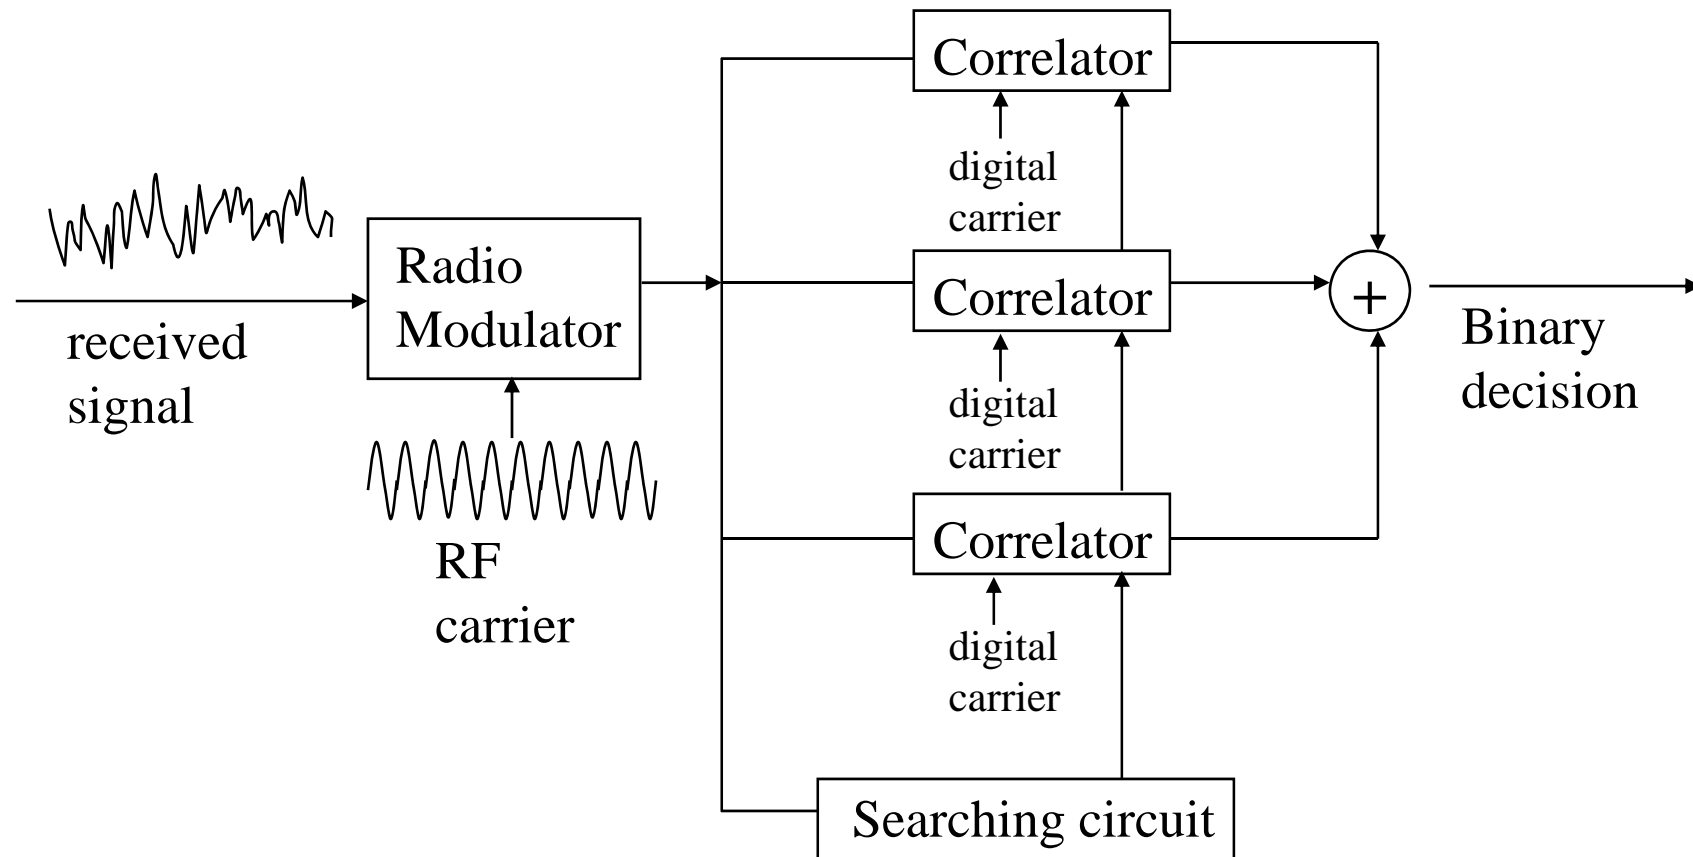 Correlator
digital
carrier
Radio
Modulator
received
signal
Correlator
+
Binary
decision
digital
carrier
RF
carrier
Correlator
digital
carrier
Searching circuit